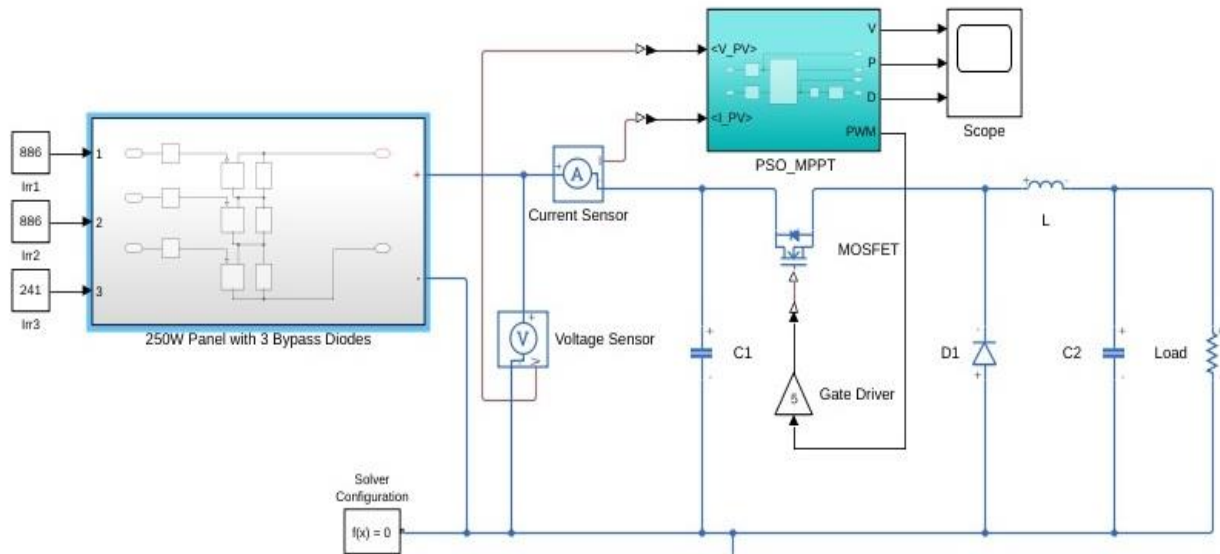 <V_PV>
<I_PV>
V
P
D
PWM
PSO_MPPT
Scope
886
Irr1
886
Irr2
241
Irr3
1
2
3
+
-
250W Panel with 3 Bypass Diodes
+
A
I
Current Sensor
+
V
V
Voltage Sensor
+
C1
-
MOSFET
5
Gate Driver
+
-
L
-
D1
+
+
C2
-
Load
+
Solver
Configuration
f(x) = 0